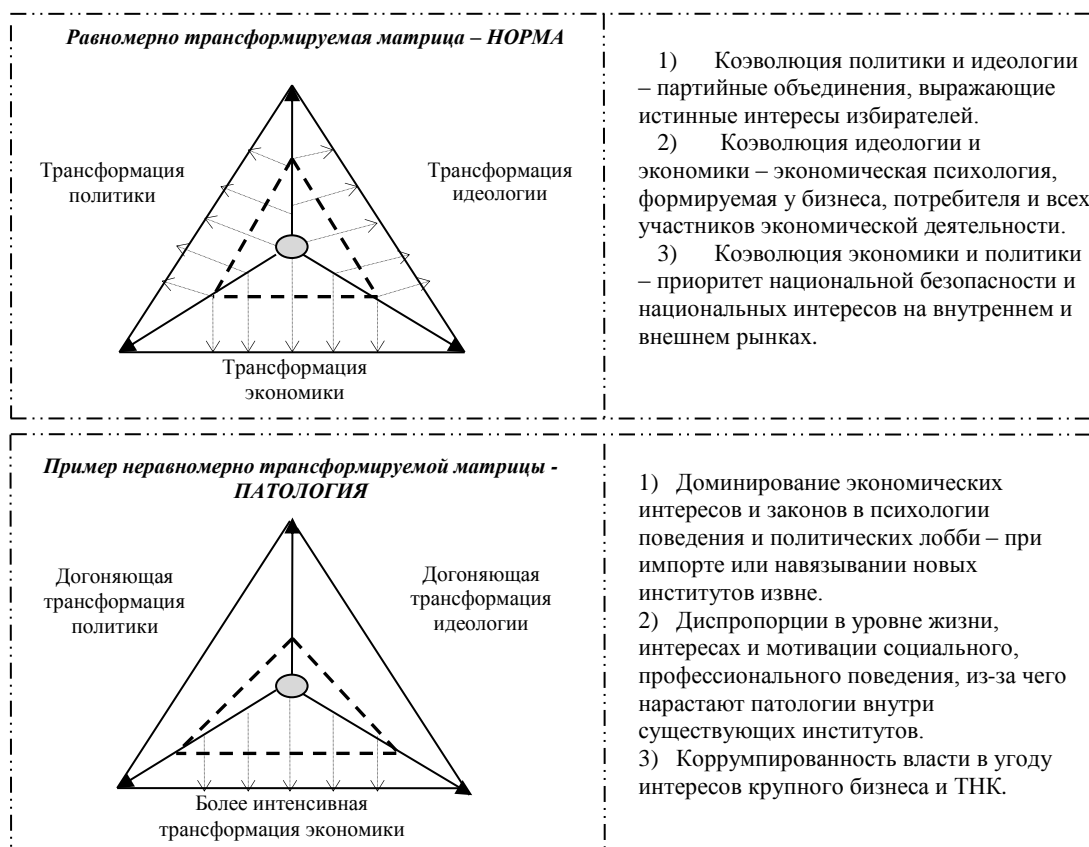 Равномерно трансформируемая матрица – НОРМА
Трансформация
политики
Трансформация
идеологии
Трансформация
экономики
1) Коэволюция политики и идеологии
– партийные объединения, выражающие
истинные интересы избирателей.
2) Коэволюция идеологии и
экономики – экономическая психология,
формируемая у бизнеса, потребителя и всех
участников экономической деятельности.
3) Коэволюция экономики и политики
– приоритет национальной безопасности и
национальных интересов на внутреннем и
внешнем рынках.
Пример неравномерно трансформируемой матрицы -
ПАТОЛОГИЯ
Догоняющая
трансформация
политики
Догоняющая
трансформация
идеологии
Более интенсивная
трансформация экономики
1) Доминирование экономических
интересов и законов в психологии
поведения и политических лобби – при
импорте или навязывании новых
институтов извне.
2) Диспропорции в уровне жизни,
интересах и мотивации социального,
профессионального поведения, из-за чего
нарастают патологии внутри
существующих институтов.
3) Коррумпированность власти в угоду
интересов крупного бизнеса и ТНК.